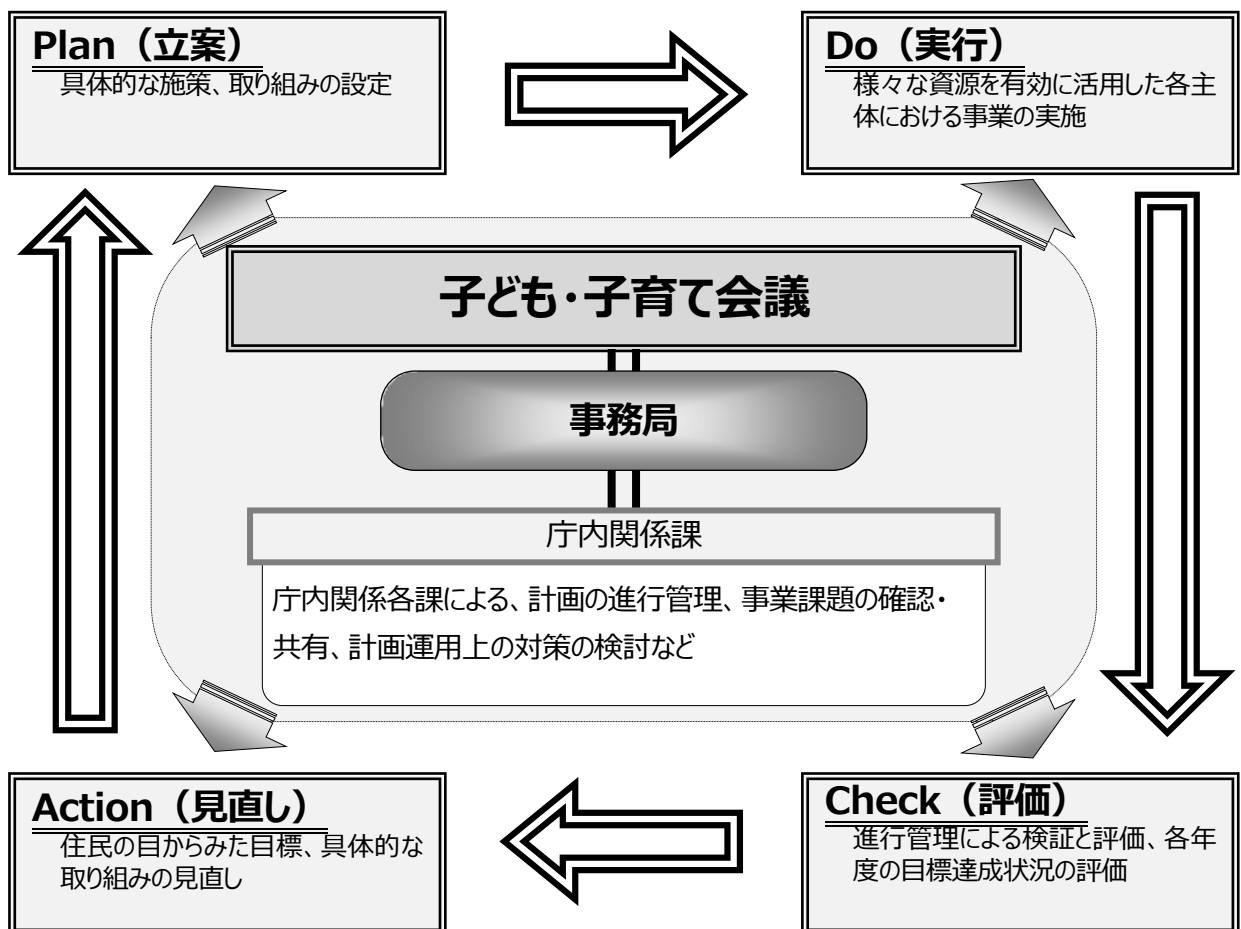 Plan（立案）
具体的な施策、取り組みの設定
Do（実行）
様々な資源を有効に活用した各主
体における事業の実施
子ども・子育て会議
事務局
庁内関係課
庁内関係各課による、計画の進行管理、事業課題の確認・
共有、計画運用上の対策の検討など
Action（見直し）
住民の目からみた目標、具体的な
取り組みの見直し
Check（評価）
進行管理による検証と評価、各年
度の目標達成状況の評価